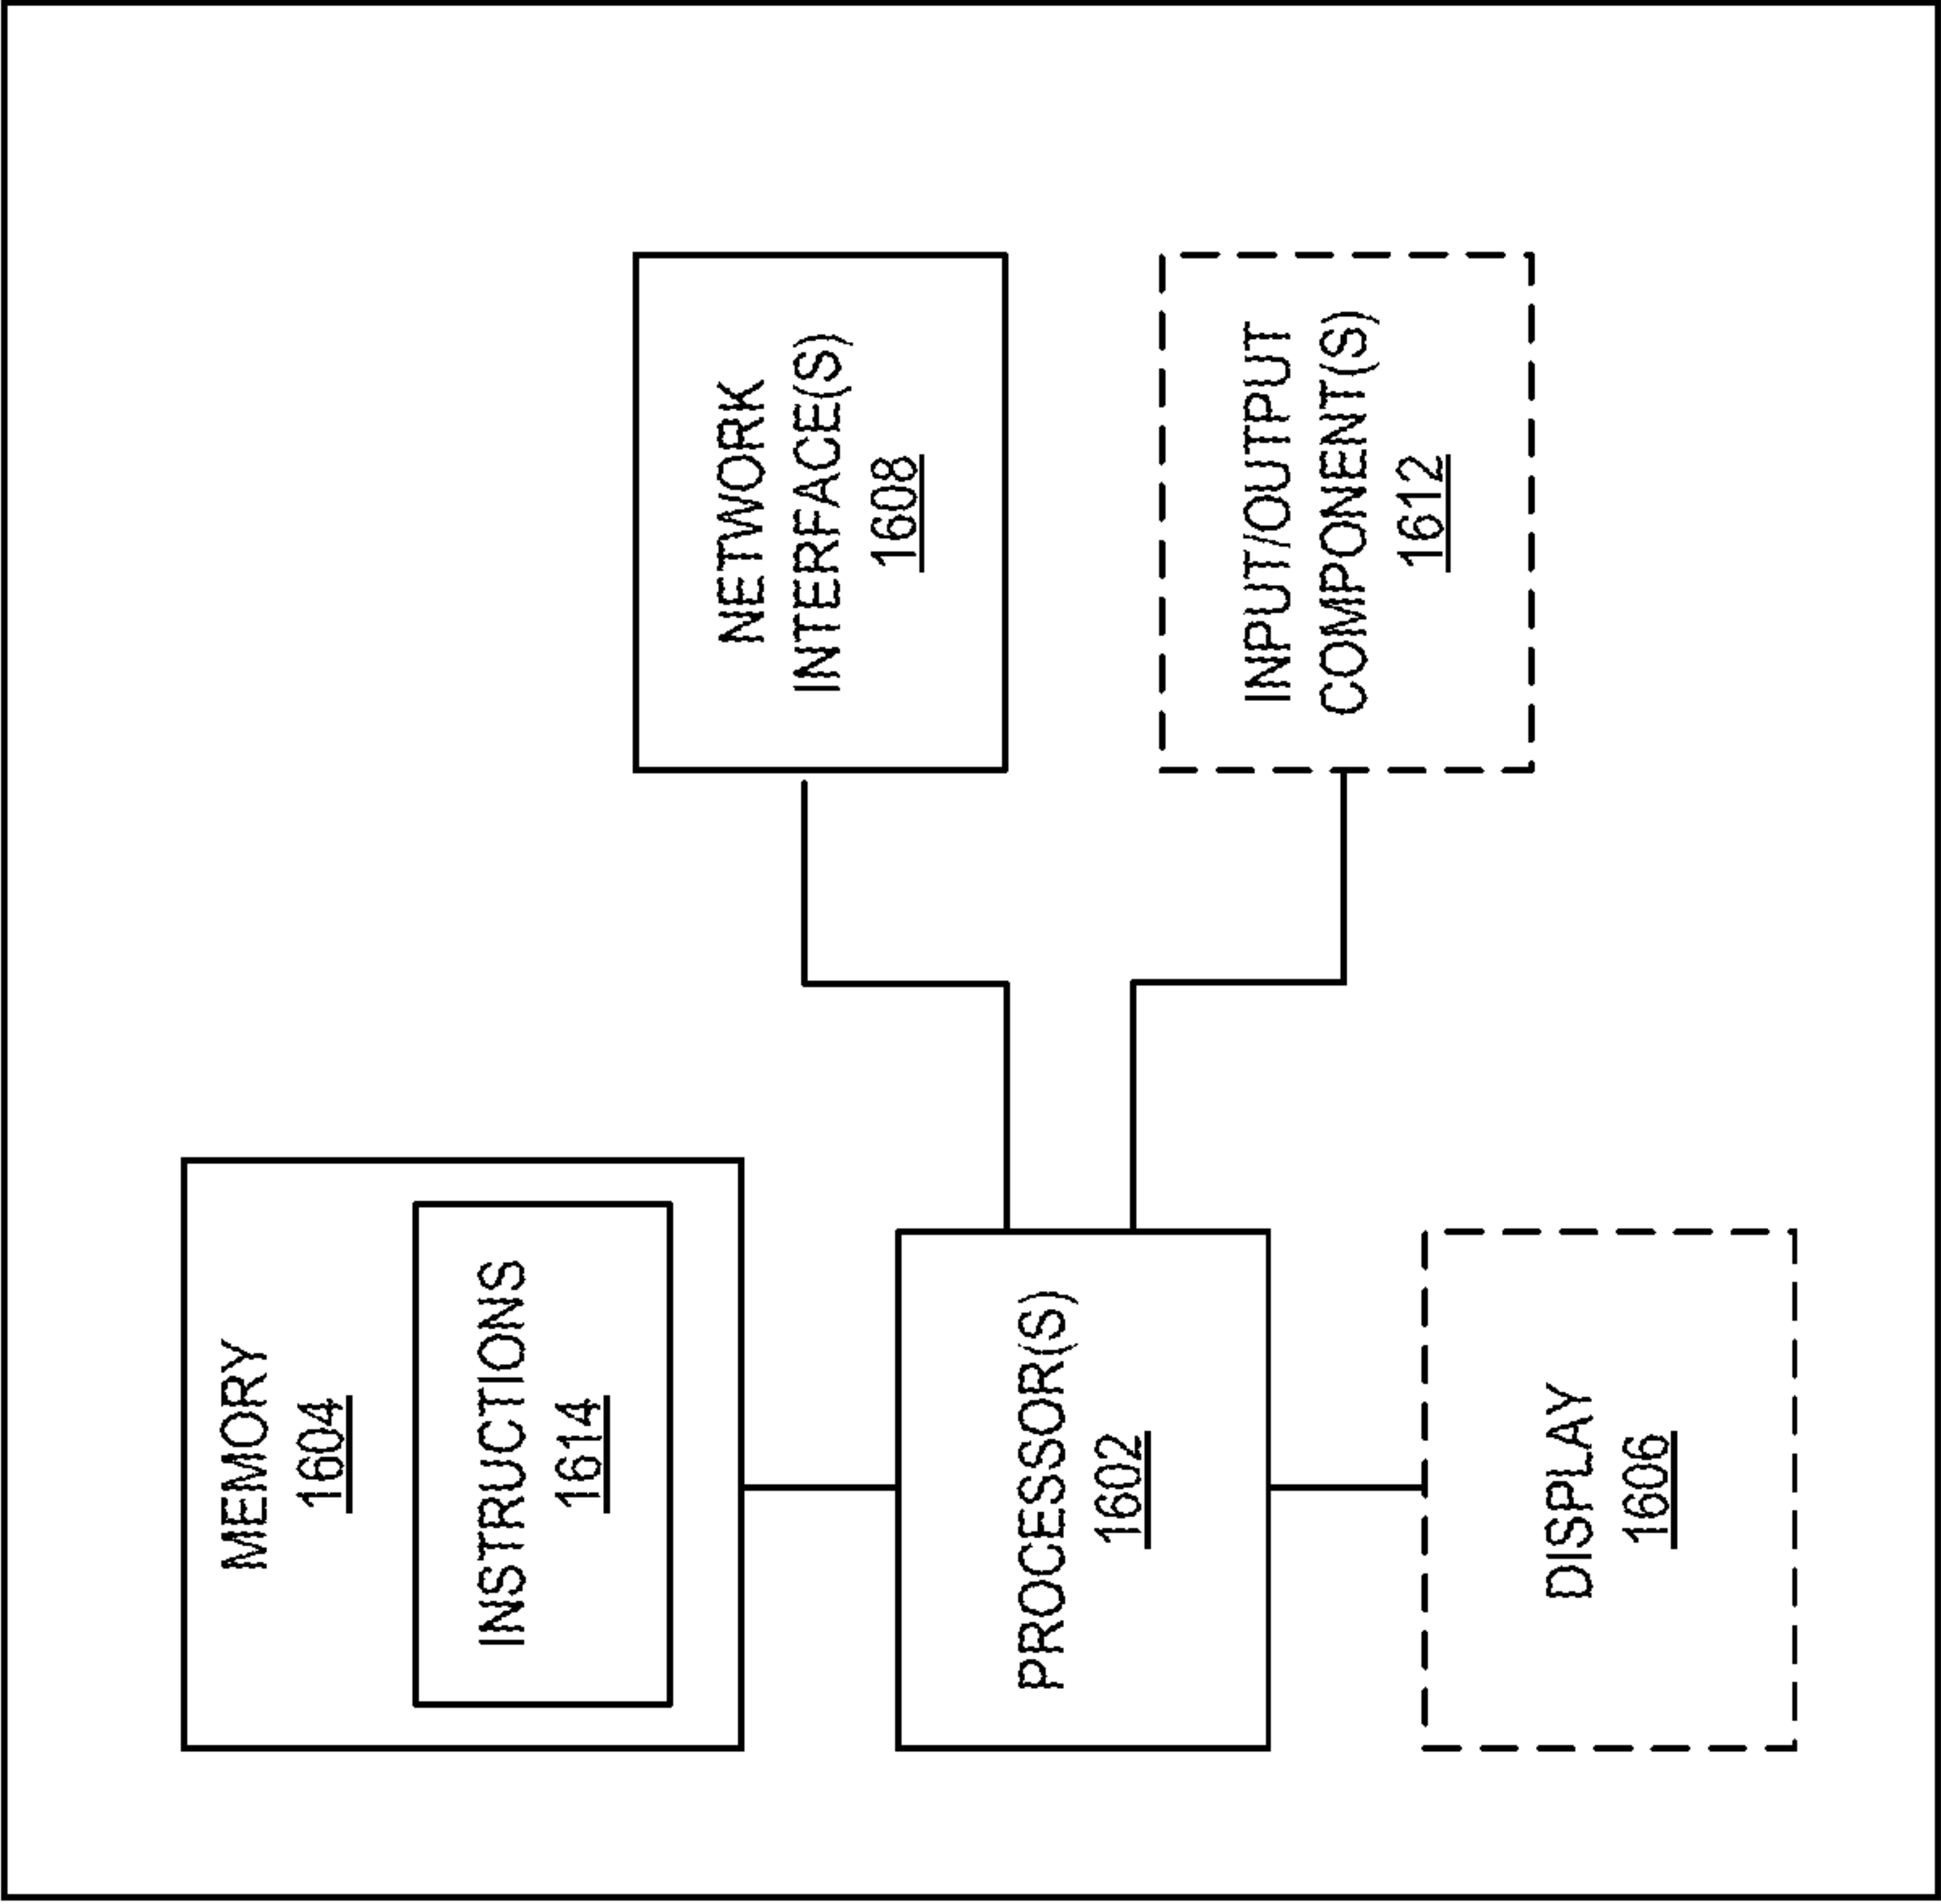 MEMORY
1604
INSTRUCTIONS
1614
PROCESSOR(S)
1602
DISPLAY
1606
NETWORK
INTERFACE(S)
1608
INPUT/OUTPUT
COMPONENT(S)
1612